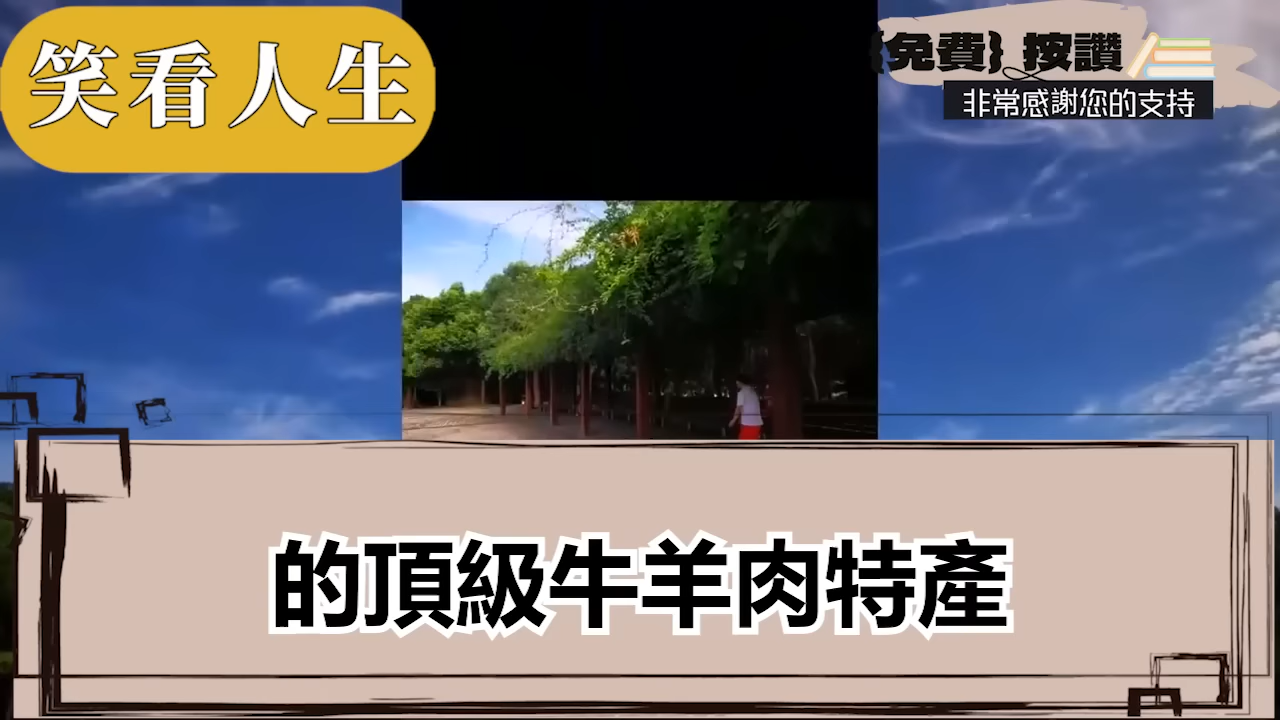 笑看人生
{免費} 按讚
非常感謝您的支持
的頂級牛羊肉特產